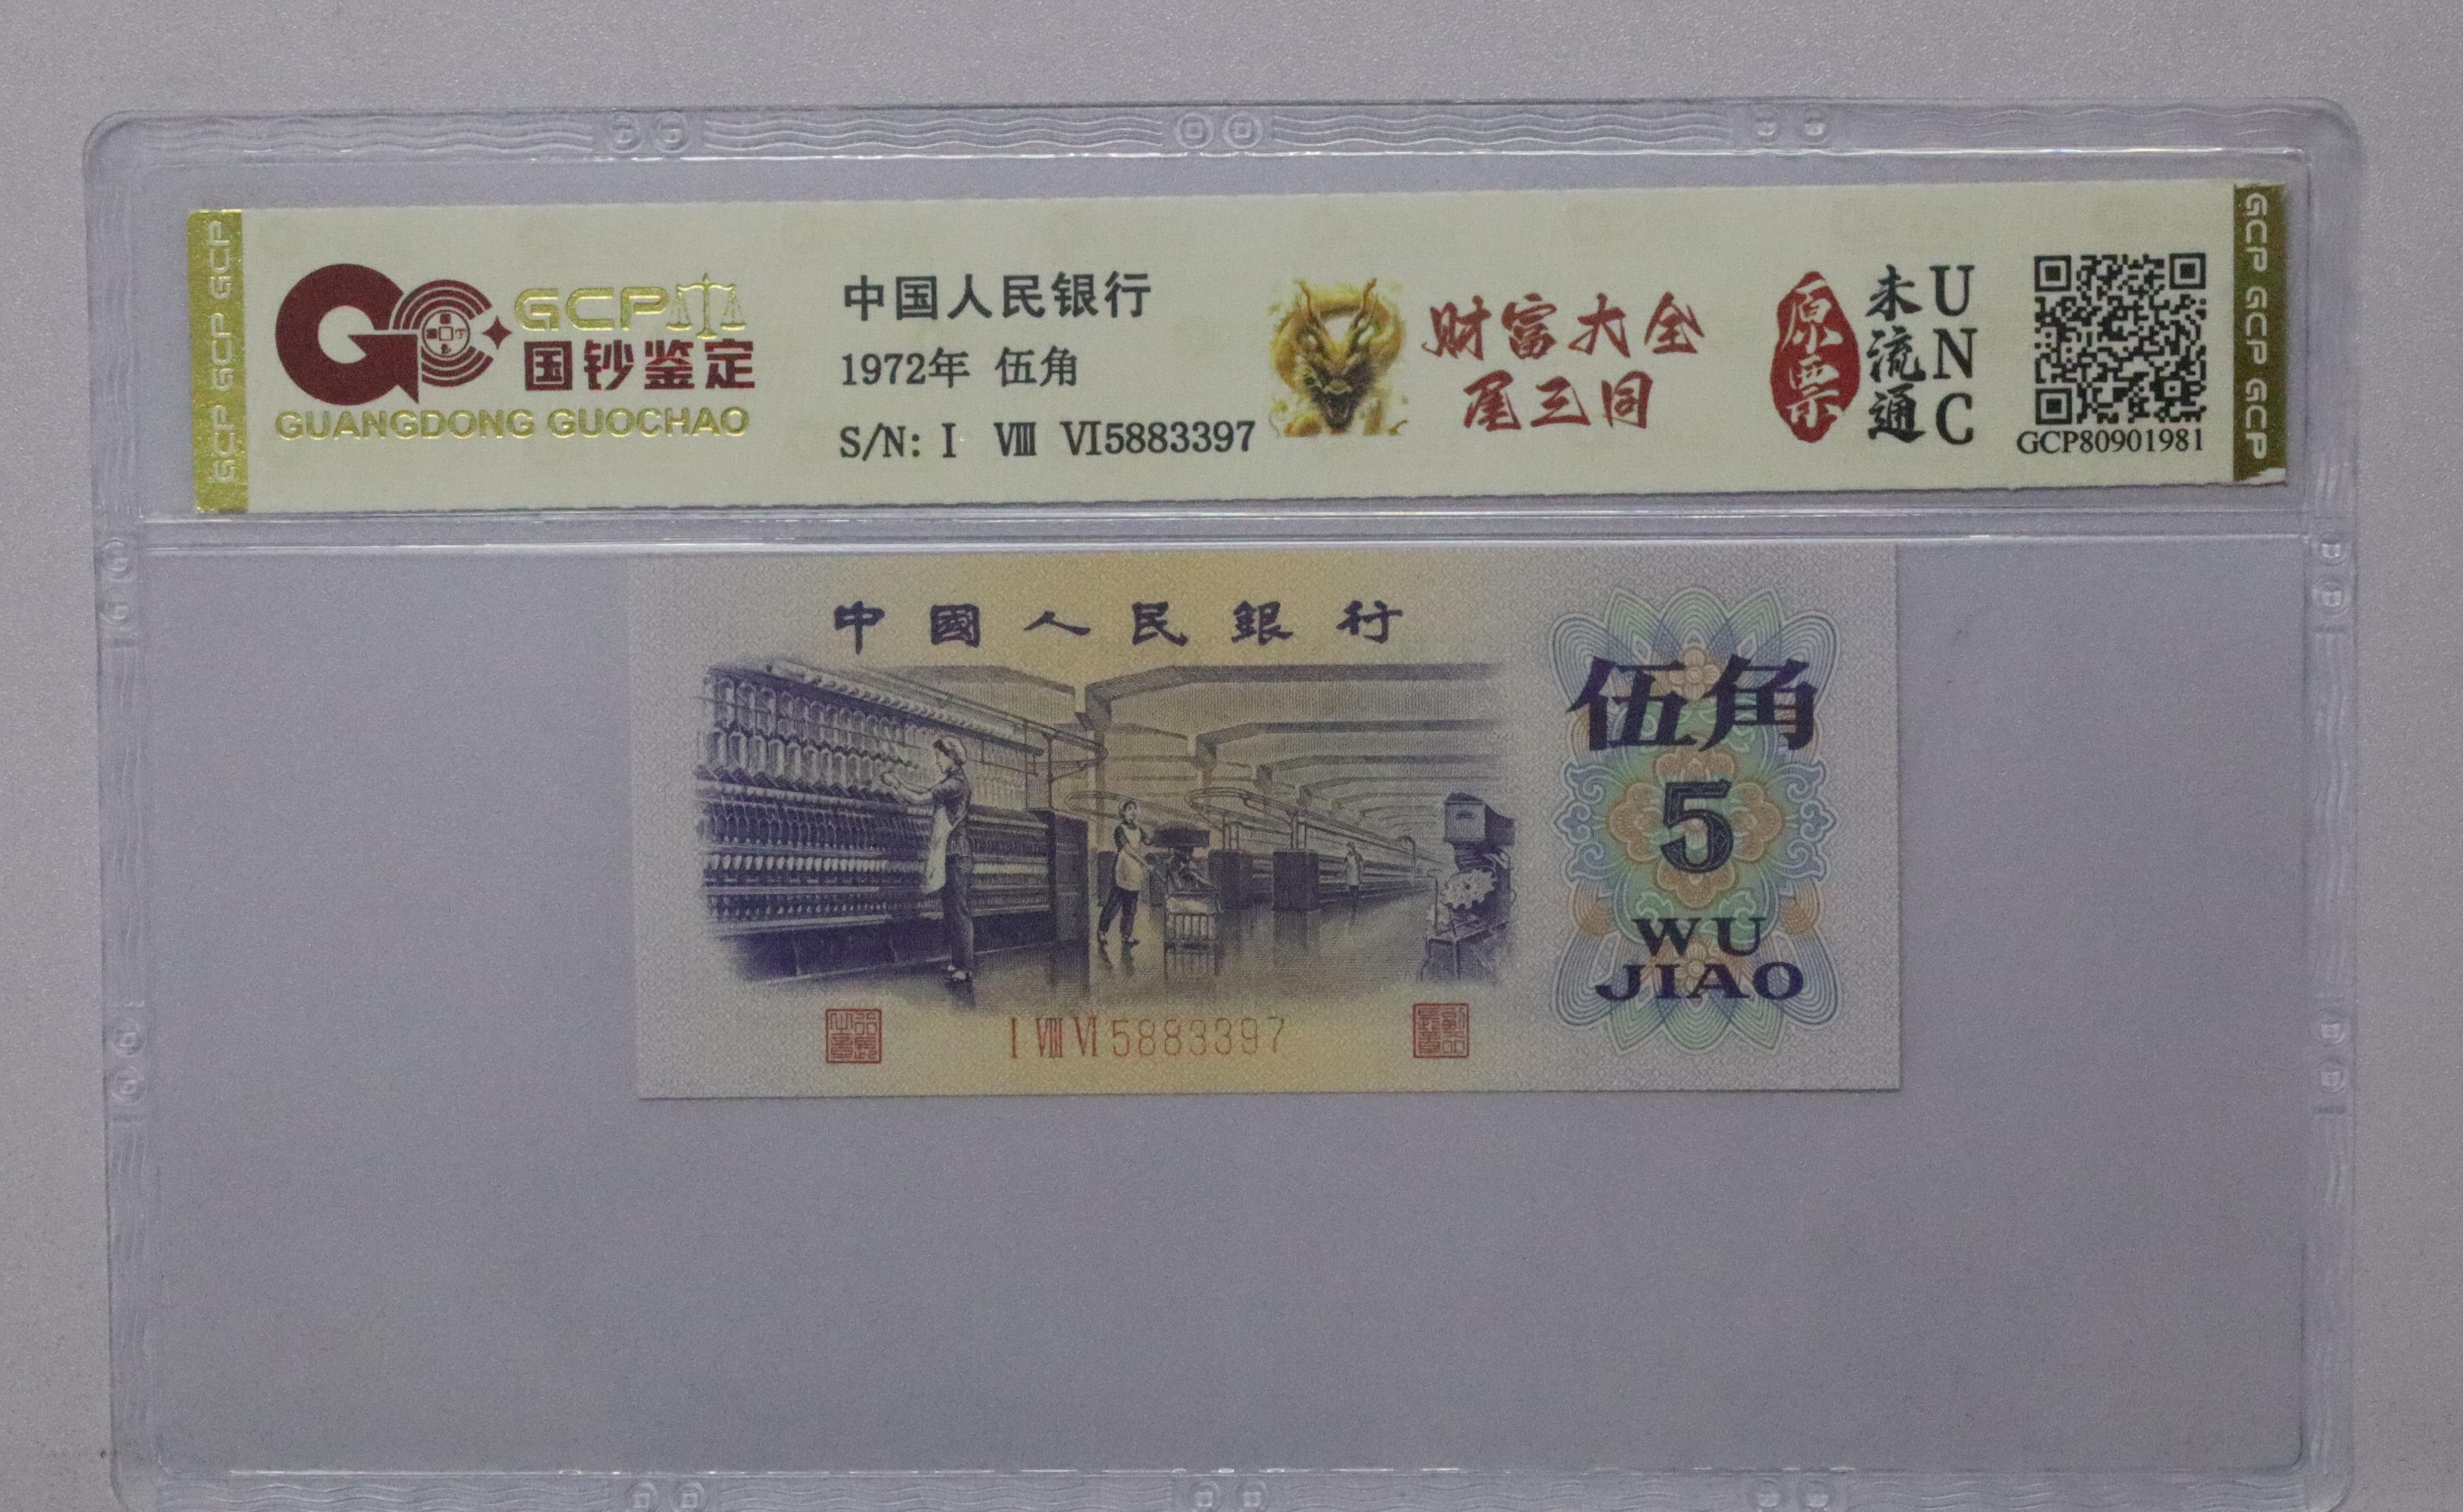 GCP GCP GCP
GCP
国钞鉴定
GUANGDONG GUOCHAO
中国人民银行
1972年 伍角
S/N: I Ⅷ Ⅵ5883397
财富大全
尾三同
原票
未流通
UNC
GCP80901981
GCP GCP GCP
中國人民銀行
伍角
5
WU
JIAO
I Ⅷ Ⅵ 5883397